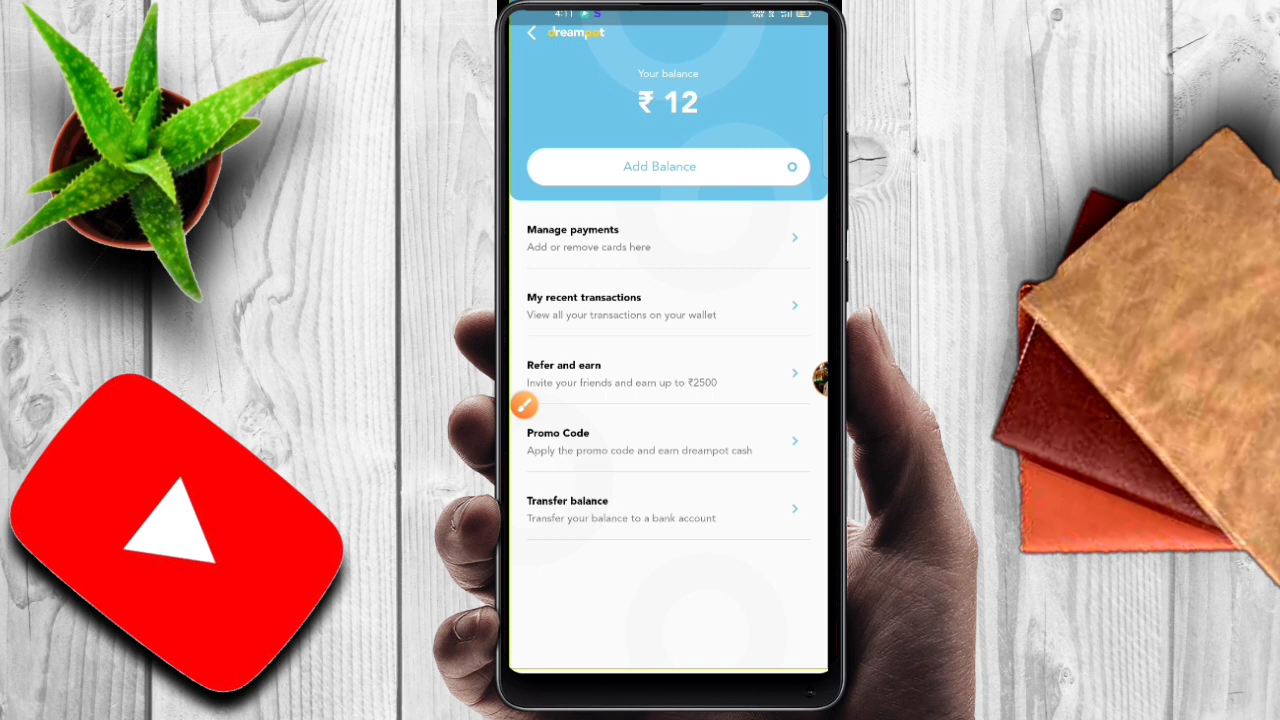 4:11
dreampot
Your balance
₹ 12
Add Balance
Manage payments
Add or remove cards here
My recent transactions
View all your transactions on your wallet
Refer and earn
Invite your friends and earn up to ₹2500
Promo Code
Apply the promo code and earn dreampot cash
Transfer balance
Transfer your balance to a bank account